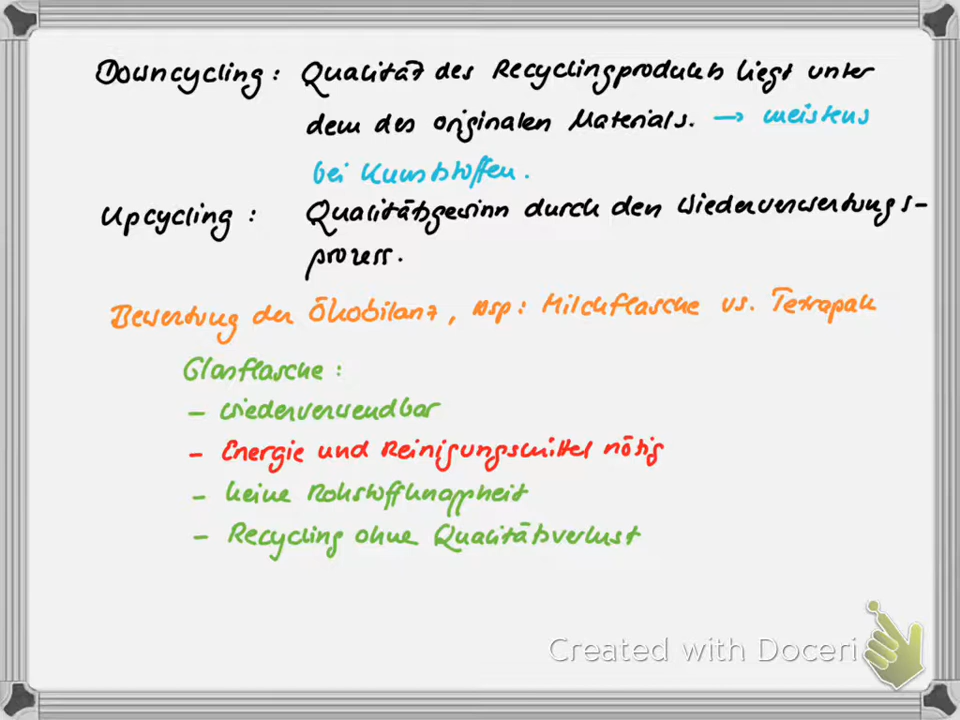 Downcycling: Qualität des Recyclingprodukts liegt unter
dem des originalen Materials. → meistens
bei Kunststoffen.
Upcycling: Qualitätsgewinn durch den Wiederverwertungs-
prozess.
Bewertung der Ökobilanz, Bsp: Milchflasche vs. Tetrapak
Glasflasche:
- wiederverwendbar
- Energie und Reinigungsmittel nötig
- keine Rohstoffknappheit
- Recycling ohne Qualitätsverlust
Created with Doceri